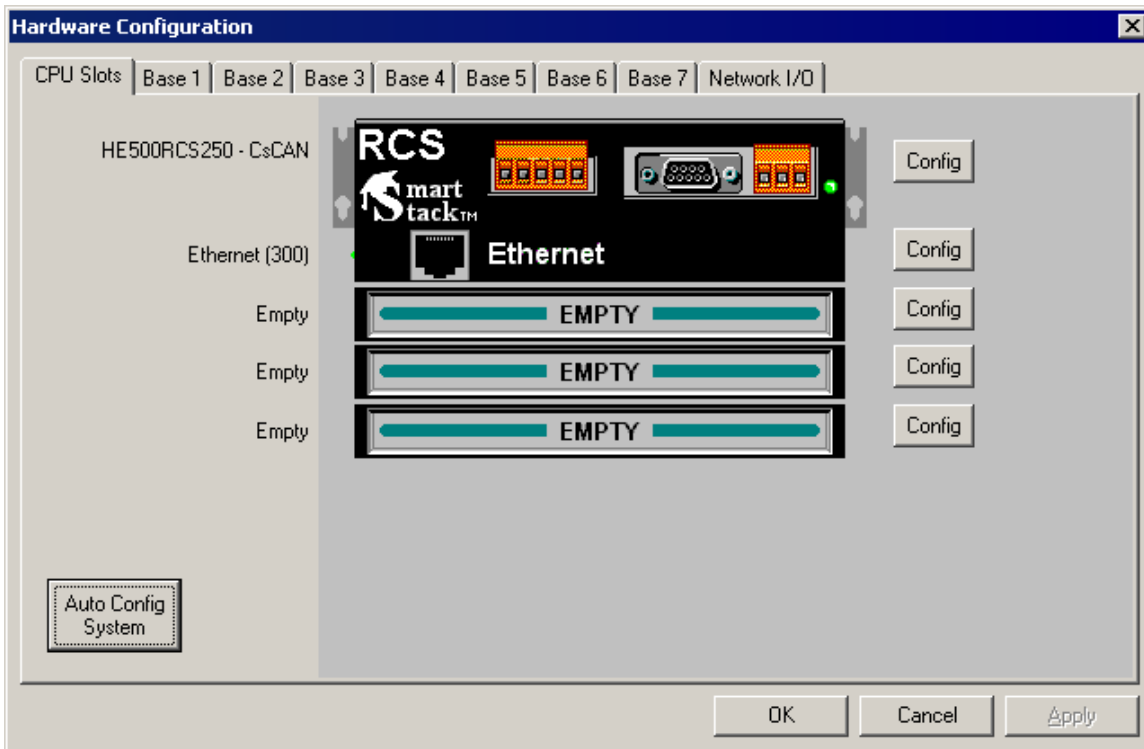 Hardware Configuration
CPU Slots Base 1 Base 2 Base 3 Base 4 Base 5 Base 6 Base 7 Network I/O
HE500RCS250 - CsCAN
RCS
Smart
Stack™
Config
Ethernet (300)
Ethernet
Config
Empty
EMPTY
Config
Empty
EMPTY
Config
Empty
EMPTY
Config
Auto Config
System
OK Cancel Apply